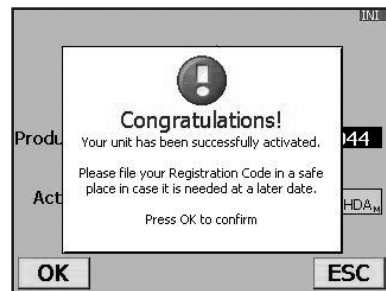 INI
Congratulations!
Your unit has been successfully activated.
Produ
044
Please file your Registration Code in a safe
place in case it is needed at a later date.
Act
HDAM
Press OK to confirm
OK
ESC